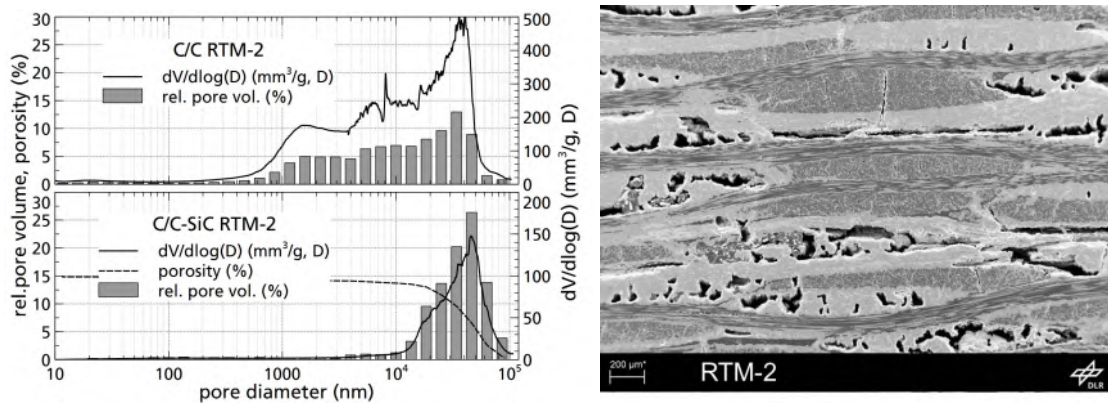 rel.pore volume, porosity (%)
30
25
20
15
10
5
0
C/C RTM-2
dV/dlog(D) (mm³/g, D)
rel. pore vol. (%)
500
400
300
200
100
0
30
25
20
15
10
5
0
C/C-SiC RTM-2
dV/dlog(D) (mm³/g, D)
porosity (%)
rel. pore vol. (%)
200
150
100
50
0
dV/dlog(D) (mm³/g, D)
10 100 1000 10⁴ 10⁵
pore diameter (nm)
200 µm*
RTM-2
DLR